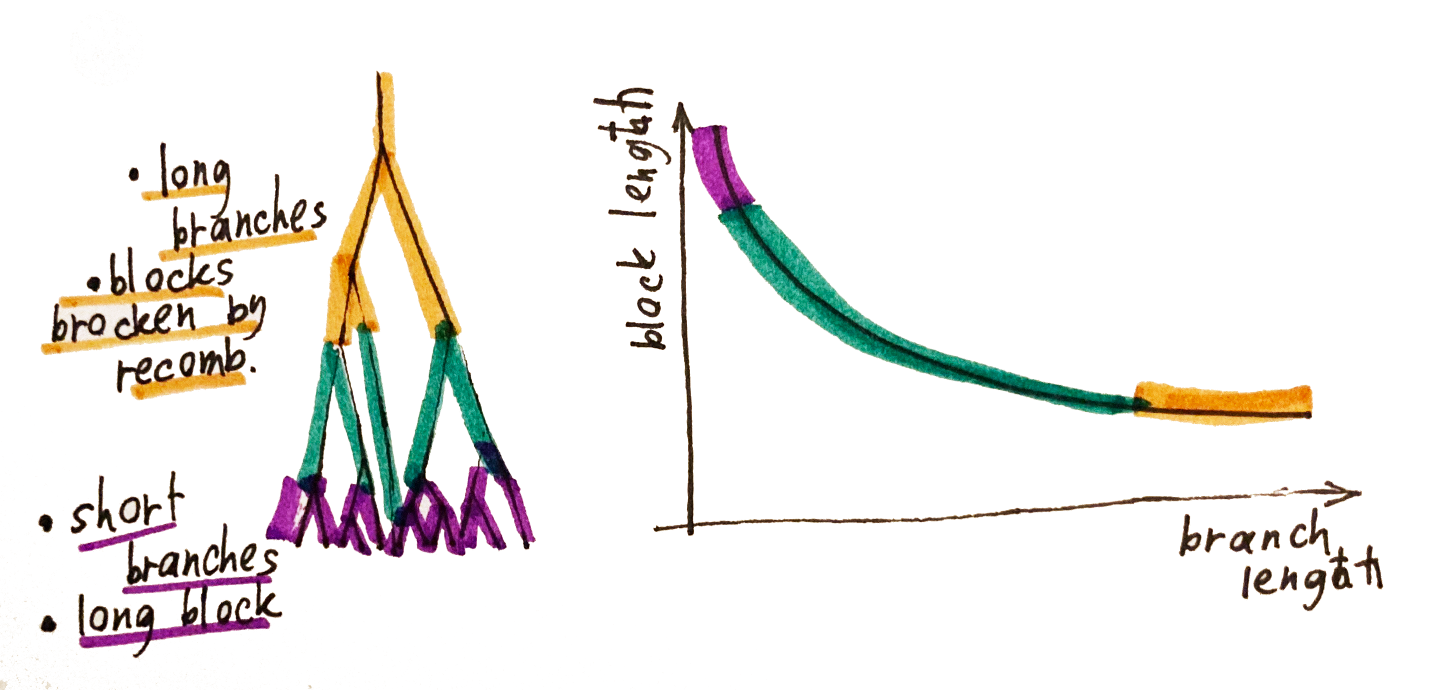 • long
branches
• blocks
brocken by
recomb.
• short
branches
• long block
block length
branch
length